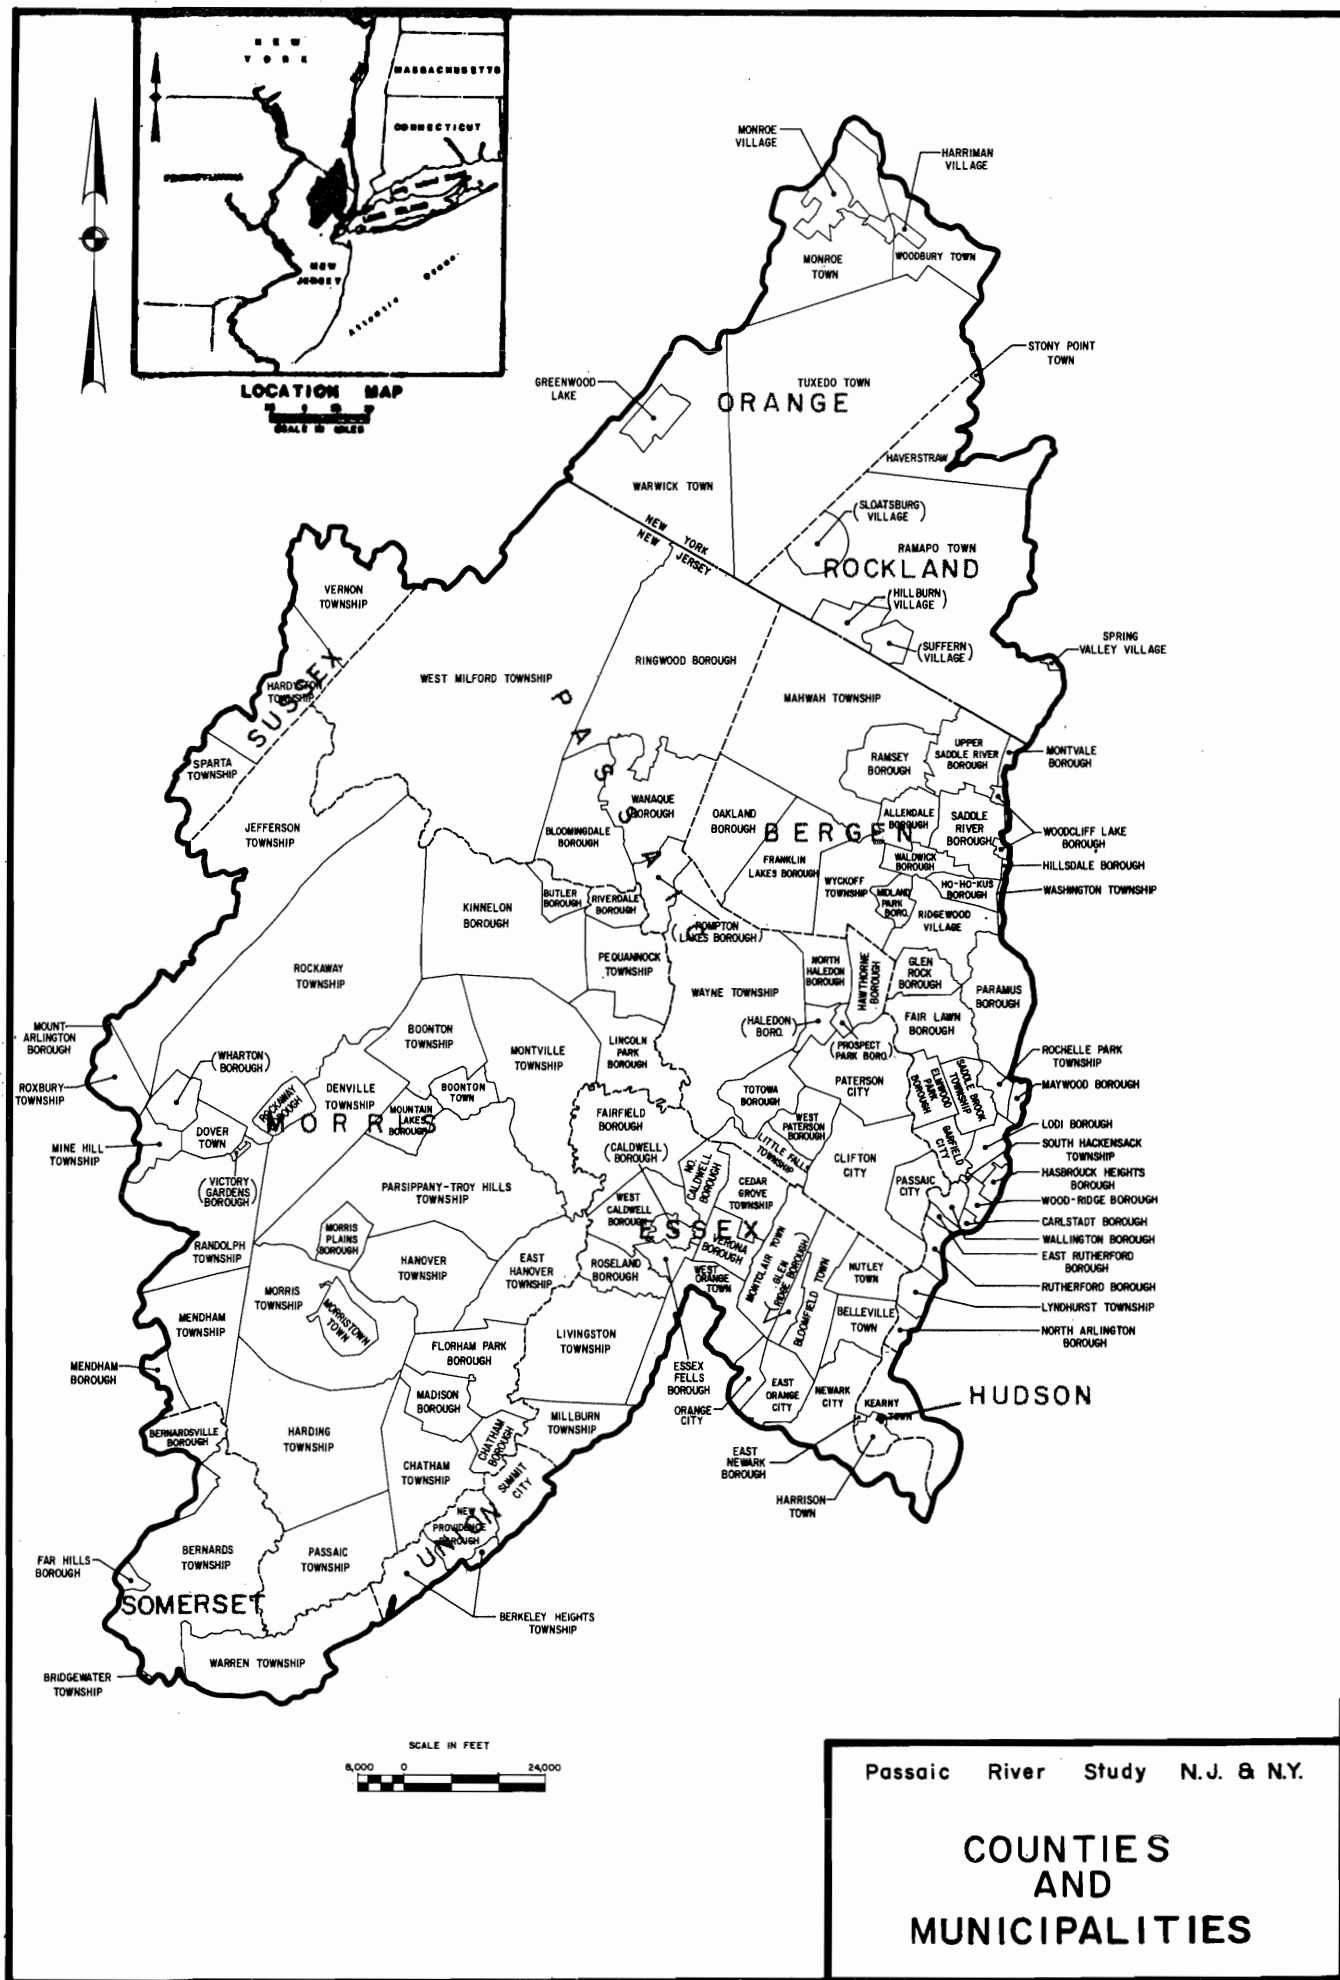 NEW
YORK
MASSACHUSETTS
CONNECTICUT
PENNSYLVANIA
LONG ISLAND
NEW
JERSEY
Atlantic Ocean
LOCATION MAP
SCALE IN MILES
MONROE
VILLAGE
HARRIMAN
VILLAGE
MONROE
TOWN
WOODBURY TOWN
STONY POINT
TOWN
GREENWOOD
LAKE
TUXEDO TOWN
ORANGE
HAVERSTRAW
WARWICK TOWN
(SLOATSBURG)
VILLAGE
NEW YORK
NEW JERSEY
RAMAPO TOWN
ROCKLAND
(HILLBURN)
VILLAGE
(SUFFERN)
VILLAGE
SPRING
VALLEY VILLAGE
VERNON
TOWNSHIP
HARDYSTON
TOWNSHIP
SUSSEX
SPARTA
TOWNSHIP
WEST MILFORD TOWNSHIP
RINGWOOD BOROUGH
PASSAIC
MAHWAH TOWNSHIP
RAMSEY
BOROUGH
UPPER
SADDLE RIVER
BOROUGH
MONTVALE
BOROUGH
JEFFERSON
TOWNSHIP
BLOOMINGDALE
BOROUGH
WANAQUE
BOROUGH
OAKLAND
BOROUGH
BERGEN
ALLENDALE
BOROUGH
SADDLE
RIVER
BOROUGH
WOODCLIFF LAKE
BOROUGH
FRANKLIN
LAKES BOROUGH
WALDWICK
BOROUGH
HILLSDALE BOROUGH
WYCKOFF
TOWNSHIP
MIDLAND
PARK
BORO.
HO-HO-KUS
BOROUGH
WASHINGTON TOWNSHIP
KINNELON
BOROUGH
BUTLER
BOROUGH
RIVERDALE
BOROUGH
(POMPTON
LAKES BOROUGH)
RIDGEWOOD
VILLAGE
ROCKAWAY
TOWNSHIP
PEQUANNOCK
TOWNSHIP
WAYNE TOWNSHIP
NORTH
HALEDON
BOROUGH
HAWTHORNE
BOROUGH
GLEN
ROCK
BOROUGH
PARAMUS
BOROUGH
MOUNT
ARLINGTON
BOROUGH
(WHARTON
BOROUGH)
BOONTON
TOWNSHIP
MONTVILLE
TOWNSHIP
LINCOLN
PARK
BOROUGH
(HALEDON
BORO.)
(PROSPECT
PARK BORO.)
FAIR LAWN
BOROUGH
ROXBURY
TOWNSHIP
ROCKAWAY
BOROUGH
DENVILLE
TOWNSHIP
BOONTON
TOWN
TOTOWA
BOROUGH
PATERSON
CITY
ELMWOOD
PARK
BOROUGH
SADDLE BROOK
TOWNSHIP
ROCHELLE PARK
TOWNSHIP
MAYWOOD BOROUGH
MINE HILL
TOWNSHIP
DOVER
TOWN
MORRIS
MOUNTAIN
LAKES
BOROUGH
FAIRFIELD
BOROUGH
WEST
PATERSON
BOROUGH
LITTLE FALLS
TOWNSHIP
GARFIELD
CITY
LODI BOROUGH
SOUTH HACKENSACK
TOWNSHIP
(VICTORY
GARDENS
BOROUGH)
PARSIPPANY-TROY HILLS
TOWNSHIP
(CALDWELL)
BOROUGH
NO.
CALDWELL
BOROUGH
CEDAR
GROVE
TOWNSHIP
CLIFTON
CITY
PASSAIC
CITY
HASBROUCK HEIGHTS
BOROUGH
WOOD-RIDGE BOROUGH
CARLSTADT BOROUGH
WALLINGTON BOROUGH
EAST RUTHERFORD
BOROUGH
RUTHERFORD BOROUGH
LYNDHURST TOWNSHIP
NORTH ARLINGTON
BOROUGH
WEST
CALDWELL
BOROUGH
ESSEX
VERONA
BOROUGH
RANDOLPH
TOWNSHIP
MORRIS
PLAINS
BOROUGH
HANOVER
TOWNSHIP
EAST
HANOVER
TOWNSHIP
ROSELAND
BOROUGH
WEST
ORANGE
TOWN
MONTCLAIR TOWN
(GLEN
RIDGE BOROUGH)
BLOOMFIELD TOWN
NUTLEY
TOWN
BELLEVILLE
TOWN
MORRIS
TOWNSHIP
MORRISTOWN
TOWN
MENDHAM
TOWNSHIP
FLORHAM PARK
BOROUGH
LIVINGSTON
TOWNSHIP
MENDHAM
BOROUGH
MADISON
BOROUGH
ESSEX
FELLS
BOROUGH
ORANGE
CITY
EAST
ORANGE
CITY
NEWARK
CITY
KEARNY
TOWN
HUDSON
BERNARDSVILLE
BOROUGH
HARDING
TOWNSHIP
CHATHAM
BOROUGH
MILLBURN
TOWNSHIP
EAST
NEWARK
BOROUGH
HARRISON
TOWN
CHATHAM
TOWNSHIP
SUMMIT
CITY
NEW
PROVIDENCE
BOROUGH
UNION
FAR HILLS
BOROUGH
BERNARDS
TOWNSHIP
PASSAIC
TOWNSHIP
SOMERSET
BERKELEY HEIGHTS
TOWNSHIP
WARREN TOWNSHIP
BRIDGEWATER
TOWNSHIP
SCALE IN FEET
8,000 0 24,000
Passaic River Study N.J. & N.Y.
COUNTIES
AND
MUNICIPALITIES